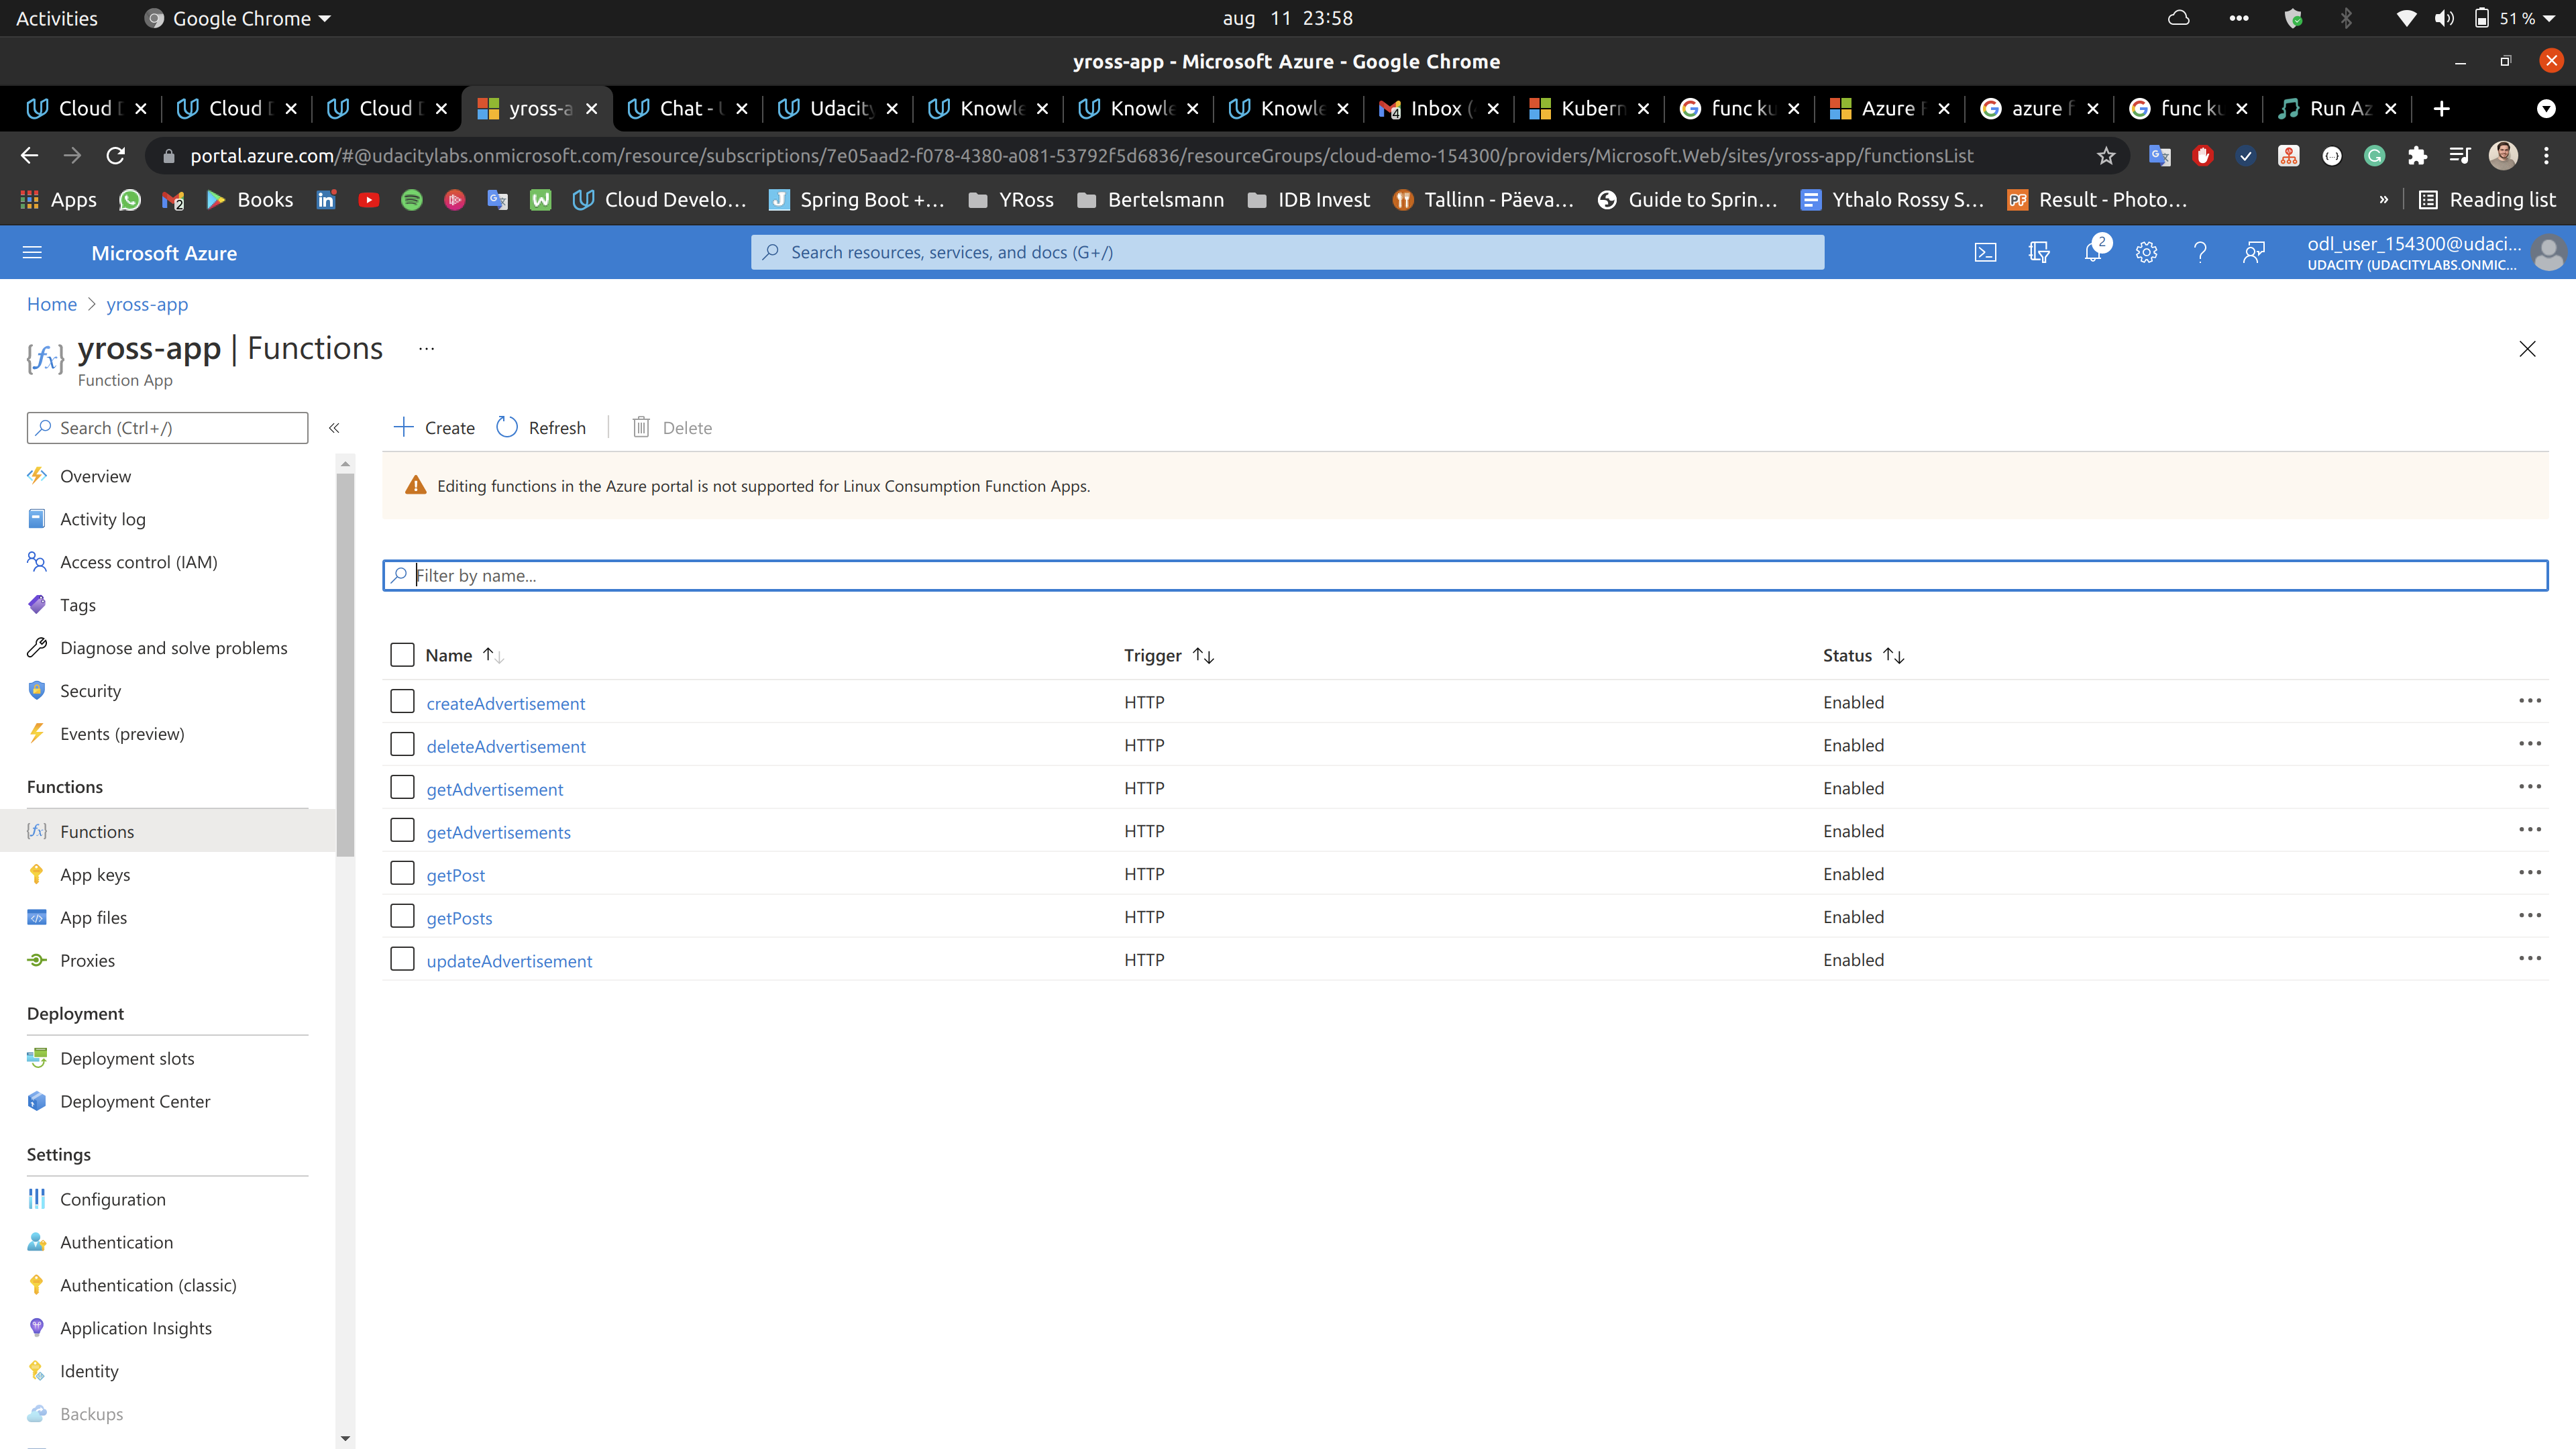 Activities Google Chrome aug 11 23:58 51 %
yross-app - Microsoft Azure - Google Chrome
Cloud D yross-a Chat - U Udacity Knowle Knowle Knowle Inbox ( Kubern func ku Azure F azure f func ku Run Az
portal.azure.com/#@udacitylabs.onmicrosoft.com/resource/subscriptions/7e05aad2-f078-4380-a081-53792f5d6836/resourceGroups/cloud-demo-154300/providers/Microsoft.Web/sites/yross-app/functionsList
Apps 2 Books Cloud Develo... Spring Boot +... YRoss Bertelsmann IDB Invest Tallinn - Päeva... Guide to Sprin... Ythalo Rossy S... PF Result - Photo... » Reading list
Microsoft Azure
Search resources, services, and docs (G+/)
2
odl_user_154300@udaci...
UDACITY (UDACITYLABS.ONMIC...
Home > yross-app
yross-app | Functions ...
Function App
Search (Ctrl+/) «
Overview
Activity log
Access control (IAM)
Tags
Diagnose and solve problems
Security
Events (preview)
Functions
Functions
App keys
App files
Proxies
Deployment
Deployment slots
Deployment Center
Settings
Configuration
Authentication
Authentication (classic)
Application Insights
Identity
Backups
Create Refresh Delete
Editing functions in the Azure portal is not supported for Linux Consumption Function Apps.
Filter by name...
Name Trigger Status
createAdvertisement HTTP Enabled
deleteAdvertisement HTTP Enabled
getAdvertisement HTTP Enabled
getAdvertisements HTTP Enabled
getPost HTTP Enabled
getPosts HTTP Enabled
updateAdvertisement HTTP Enabled